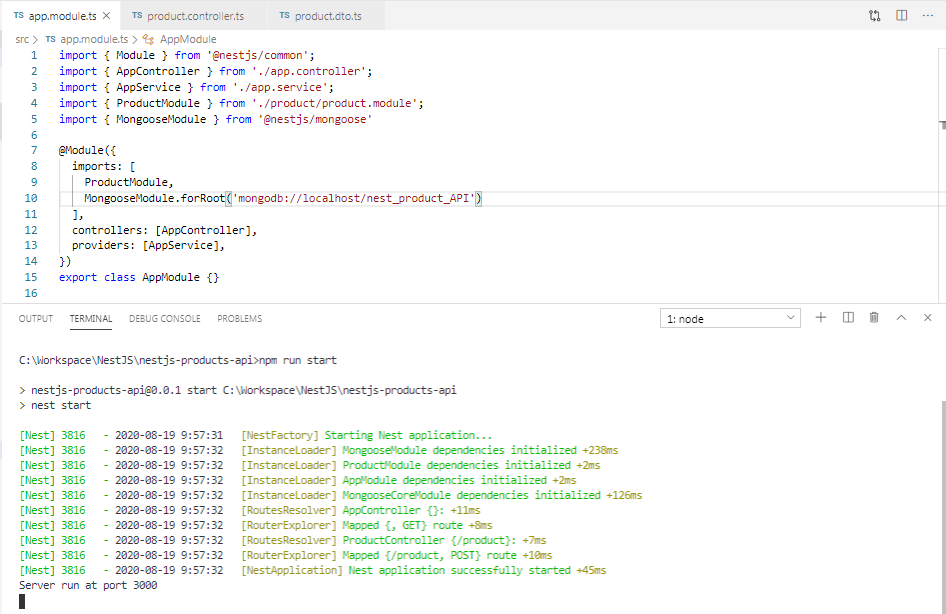 TS app.module.ts × TS product.controller.ts TS product.dto.ts
src > TS app.module.ts > AppModule
1 import { Module } from '@nestjs/common';
2 import { AppController } from './app.controller';
3 import { AppService } from './app.service';
4 import { ProductModule } from './product/product.module';
5 import { MongooseModule } from '@nestjs/mongoose'
6
7 @Module({
8 imports: [
9 ProductModule,
10 MongooseModule.forRoot('mongodb://localhost/nest_product_API')
11 ],
12 controllers: [AppController],
13 providers: [AppService],
14 })
15 export class AppModule {}
16
OUTPUT TERMINAL DEBUG CONSOLE PROBLEMS 1: node
C:\Workspace\NestJS\nestjs-products-api>npm run start
> nestjs-products-api@0.0.1 start C:\Workspace\NestJS\nestjs-products-api
> nest start
[Nest] 3816 - 2020-08-19 9:57:31 [NestFactory] Starting Nest application...
[Nest] 3816 - 2020-08-19 9:57:32 [InstanceLoader] MongooseModule dependencies initialized +238ms
[Nest] 3816 - 2020-08-19 9:57:32 [InstanceLoader] ProductModule dependencies initialized +2ms
[Nest] 3816 - 2020-08-19 9:57:32 [InstanceLoader] AppModule dependencies initialized +2ms
[Nest] 3816 - 2020-08-19 9:57:32 [InstanceLoader] MongooseCoreModule dependencies initialized +126ms
[Nest] 3816 - 2020-08-19 9:57:32 [RoutesResolver] AppController {}: +11ms
[Nest] 3816 - 2020-08-19 9:57:32 [RouterExplorer] Mapped {, GET} route +8ms
[Nest] 3816 - 2020-08-19 9:57:32 [RoutesResolver] ProductController {/product}: +7ms
[Nest] 3816 - 2020-08-19 9:57:32 [RouterExplorer] Mapped {/product, POST} route +10ms
[Nest] 3816 - 2020-08-19 9:57:32 [NestApplication] Nest application successfully started +45ms
Server run at port 3000